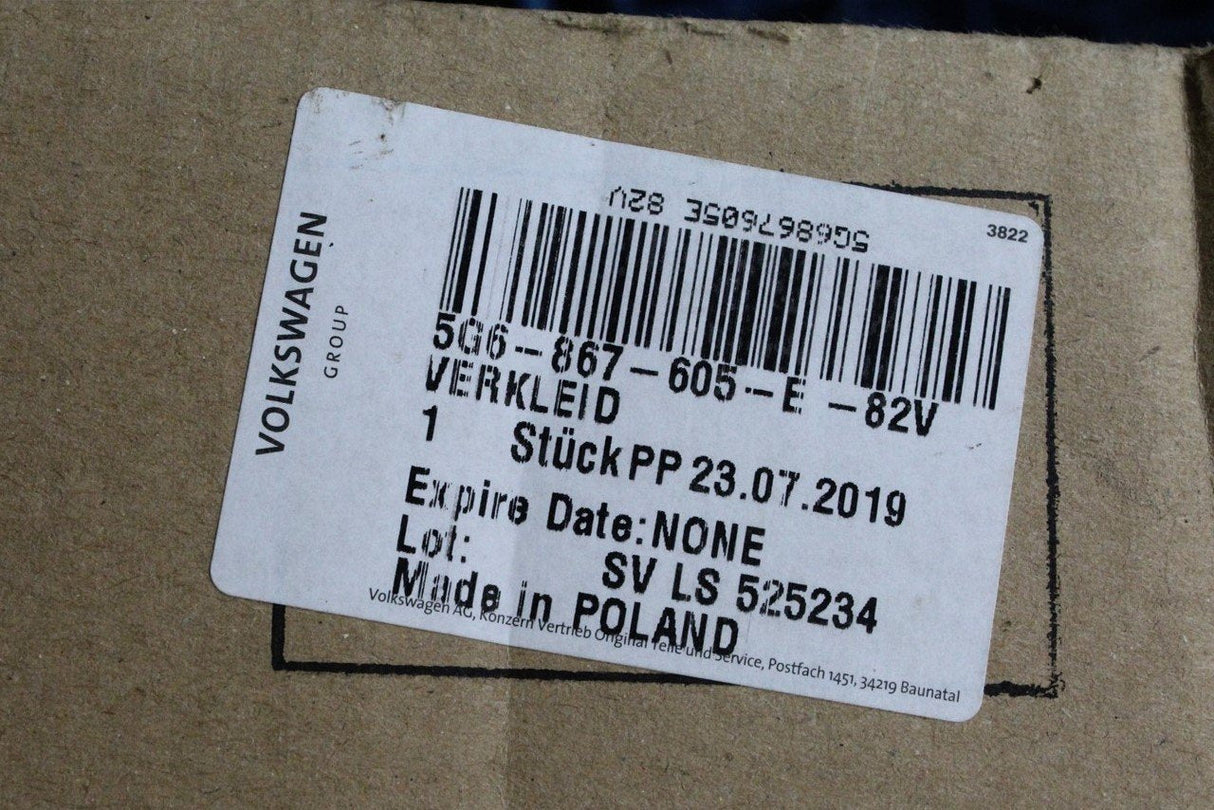 VOLKSWAGEN
GROUP
5G6867605E 82V
3822
5G6-867-605-E -82V
VERKLEID
1 Stück PP 23.07.2019
Expire Date: NONE
Lot: SV LS 525234
Made in POLAND
Volkswagen AG, Konzern Vertrieb Original Teile und Service, Postfach 1451, 34219 Baunatal